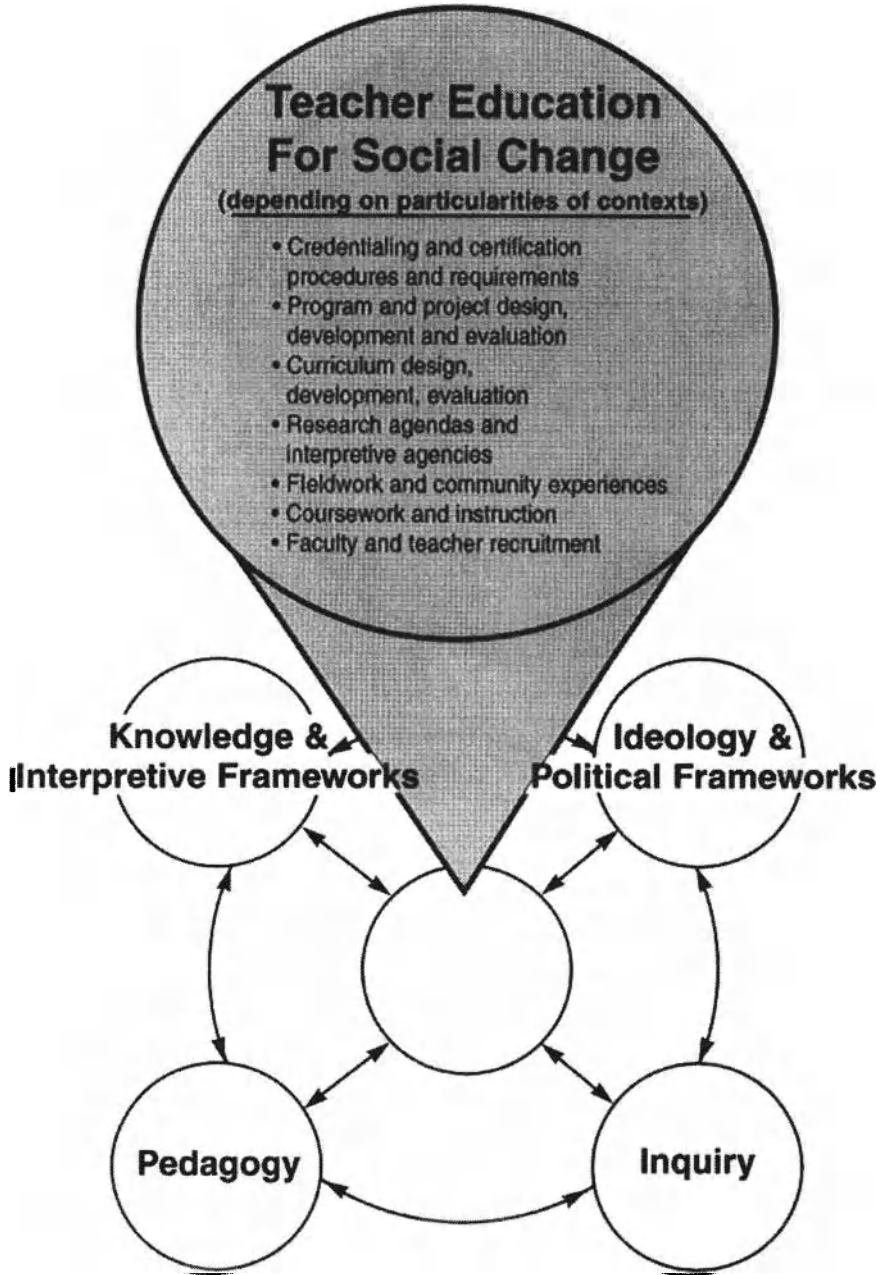 Teacher Education
For Social Change
(depending on particularities of contexts)
• Credentialing and certification
procedures and requirements
• Program and project design,
development and evaluation
• Curriculum design,
development, evaluation
• Research agendas and
interpretive agencies
• Fieldwork and community experiences
• Coursework and instruction
• Faculty and teacher recruitment
Knowledge &
Interpretive Frameworks
Ideology &
Political Frameworks
Pedagogy
Inquiry